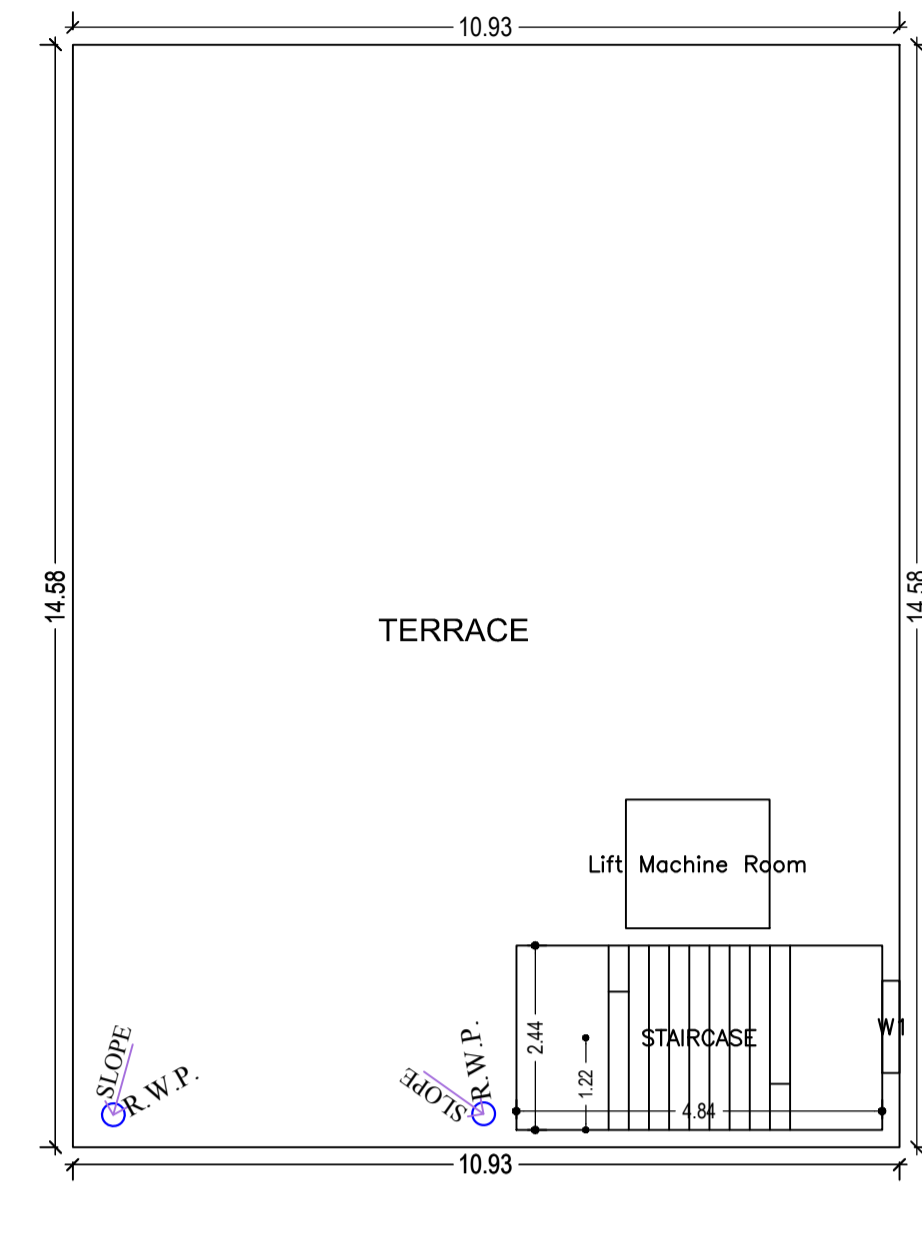 10.93
14.58
14.58
TERRACE
Lift Machine Room
2.44
STAIRCASE
W1
1.22
4.84
SLOPE
R.W.P.
SLOPE
R.W.P.
10.93